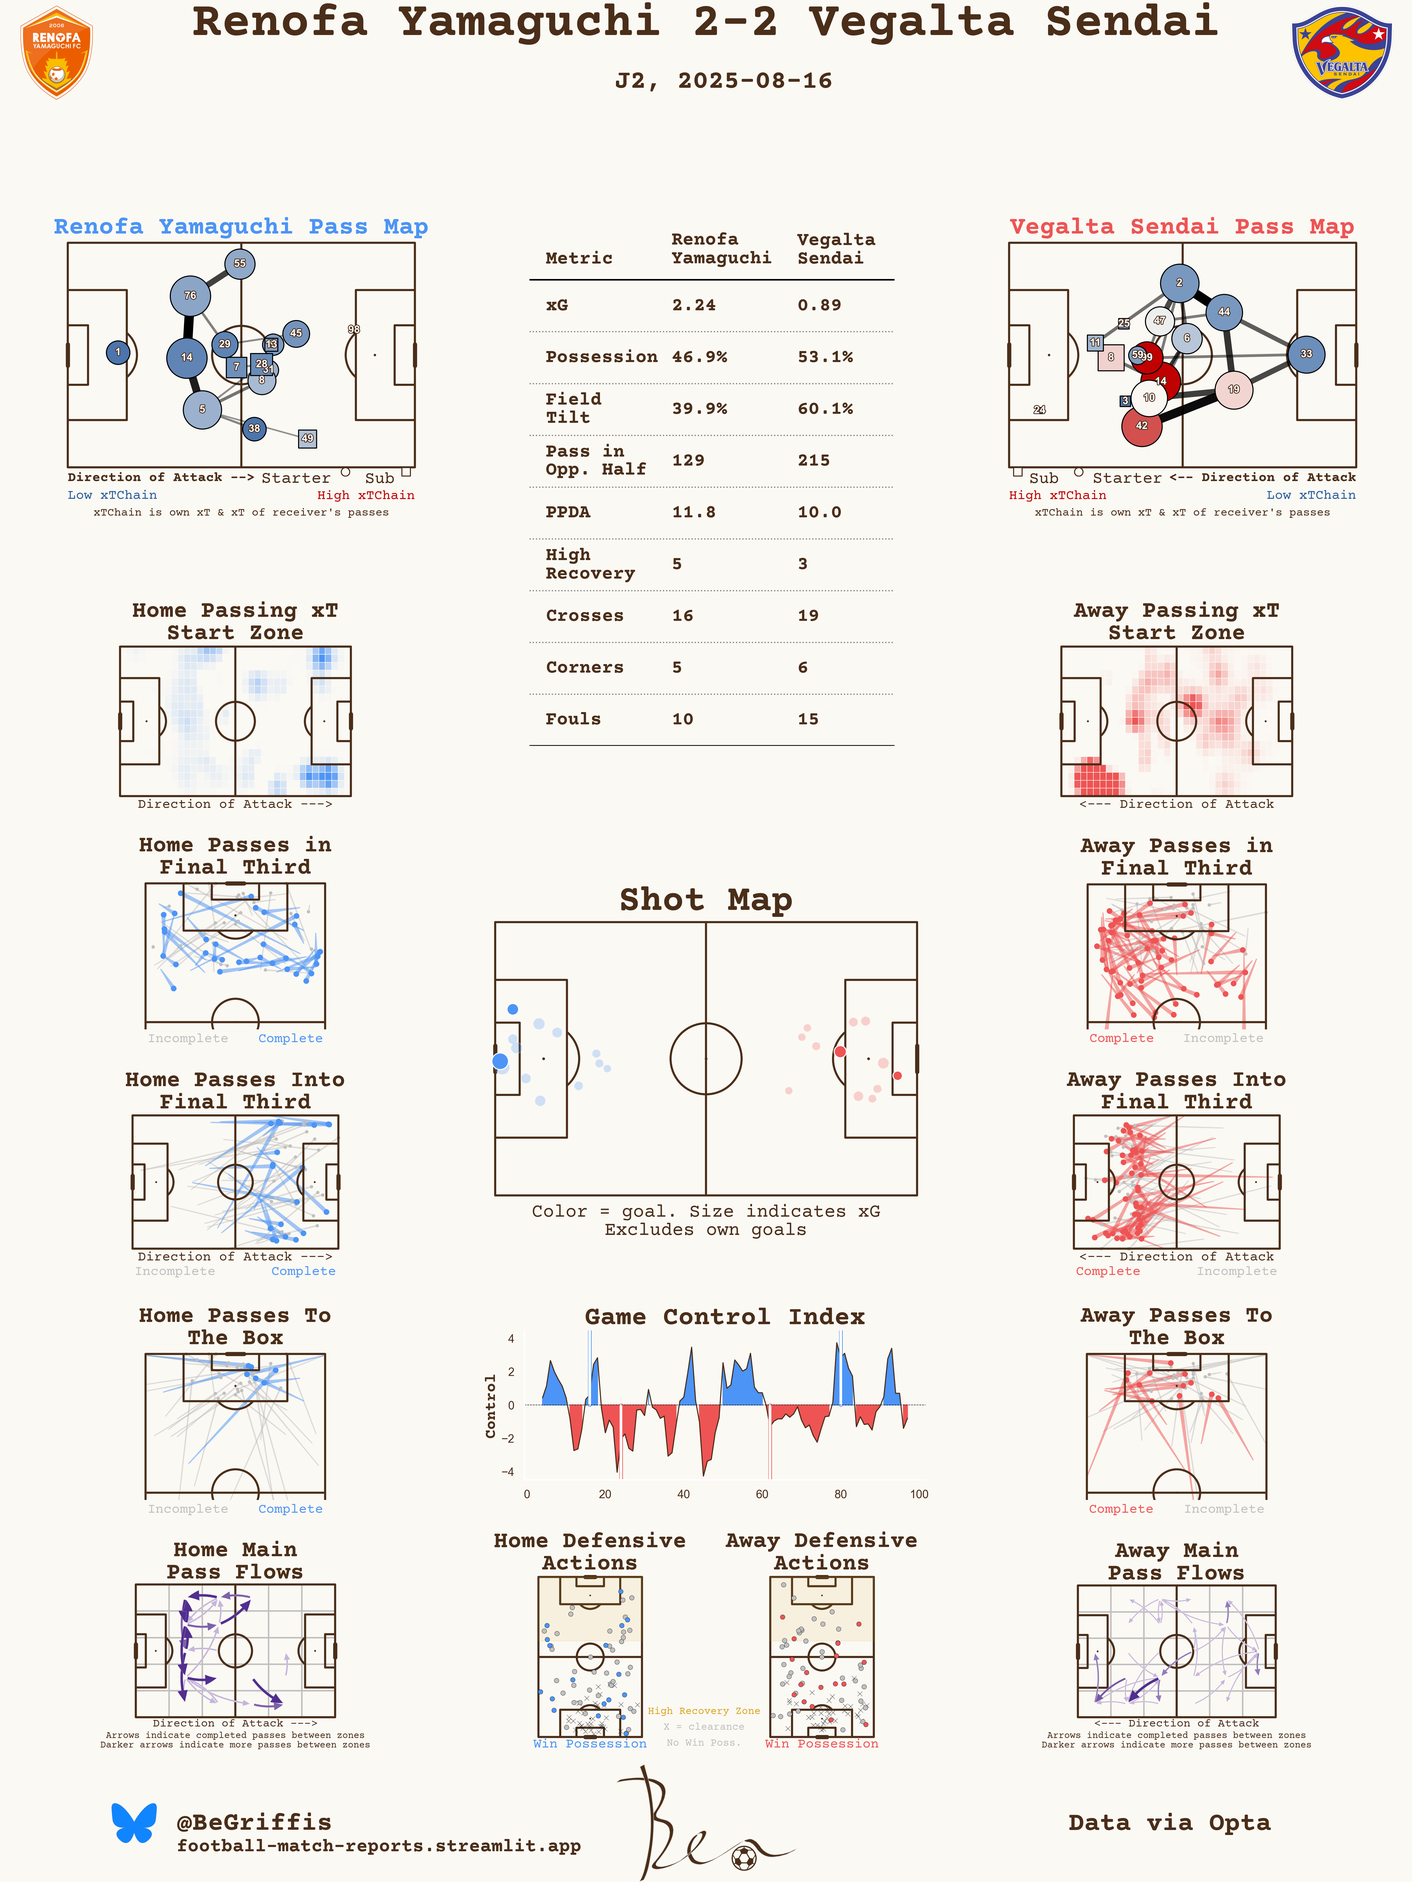 Renofa Yamaguchi 2-2 Vegalta Sendai
J2, 2025-08-16
2006
RENOFA
YAMAGUCHI FC
VEGALTA
SENDAI
Renofa Yamaguchi Pass Map
55
76
45
98
29
13
1
14
7
28
31
8
5
38
49
Direction of Attack --> Starter Sub
Low xTChain High xTChain
xTChain is own xT & xT of receiver's passes
Metric Renofa Yamaguchi Vegalta Sendai
xG 2.24 0.89
Possession 46.9% 53.1%
Field Tilt 39.9% 60.1%
Pass in Opp. Half 129 215
PPDA 11.8 10.0
High Recovery 5 3
Crosses 16 19
Corners 5 6
Fouls 10 15
Vegalta Sendai Pass Map
2
44
25
47
6
11
33
8
59
99
14
19
10
3
24
42
Sub Starter <-- Direction of Attack
High xTChain Low xTChain
xTChain is own xT & xT of receiver's passes
Home Passing xT
Start Zone
Direction of Attack --->
Away Passing xT
Start Zone
<--- Direction of Attack
Home Passes in
Final Third
Incomplete Complete
Away Passes in
Final Third
Complete Incomplete
Shot Map
Color = goal. Size indicates xG
Excludes own goals
Home Passes Into
Final Third
Direction of Attack --->
Incomplete Complete
Away Passes Into
Final Third
<--- Direction of Attack
Complete Incomplete
Home Passes To
The Box
Incomplete Complete
Game Control Index
Control
4
2
0
−2
−4
0 20 40 60 80 100
Away Passes To
The Box
Complete Incomplete
Home Main
Pass Flows
Direction of Attack --->
Arrows indicate completed passes between zones
Darker arrows indicate more passes between zones
Home Defensive
Actions
Win Possession
High Recovery Zone
X = clearance
No Win Poss.
Away Defensive
Actions
Win Possession
Away Main
Pass Flows
<--- Direction of Attack
Arrows indicate completed passes between zones
Darker arrows indicate more passes between zones
@BeGriffis
football-match-reports.streamlit.app
Ben
Data via Opta